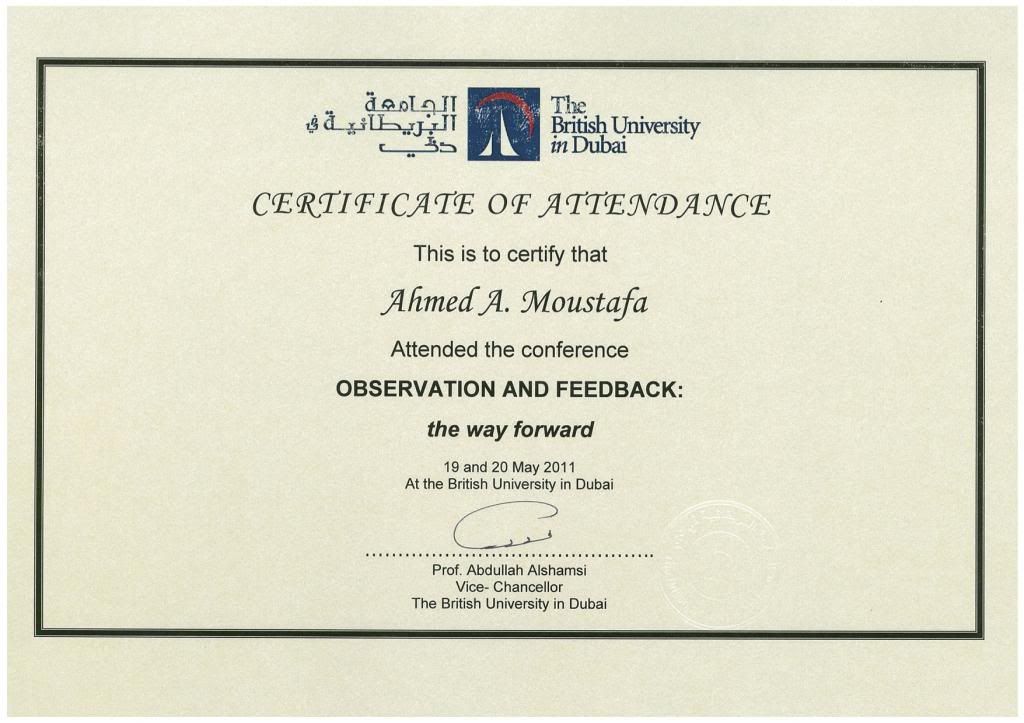 الجامعة
البريطانية في
دبي
The
British University
in Dubai
CERTIFICATE OF ATTENDANCE
This is to certify that
Ahmed A. Moustafa
Attended the conference
OBSERVATION AND FEEDBACK:
the way forward
19 and 20 May 2011
At the British University in Dubai
Prof. Abdullah Alshamsi
Vice- Chancellor
The British University in Dubai